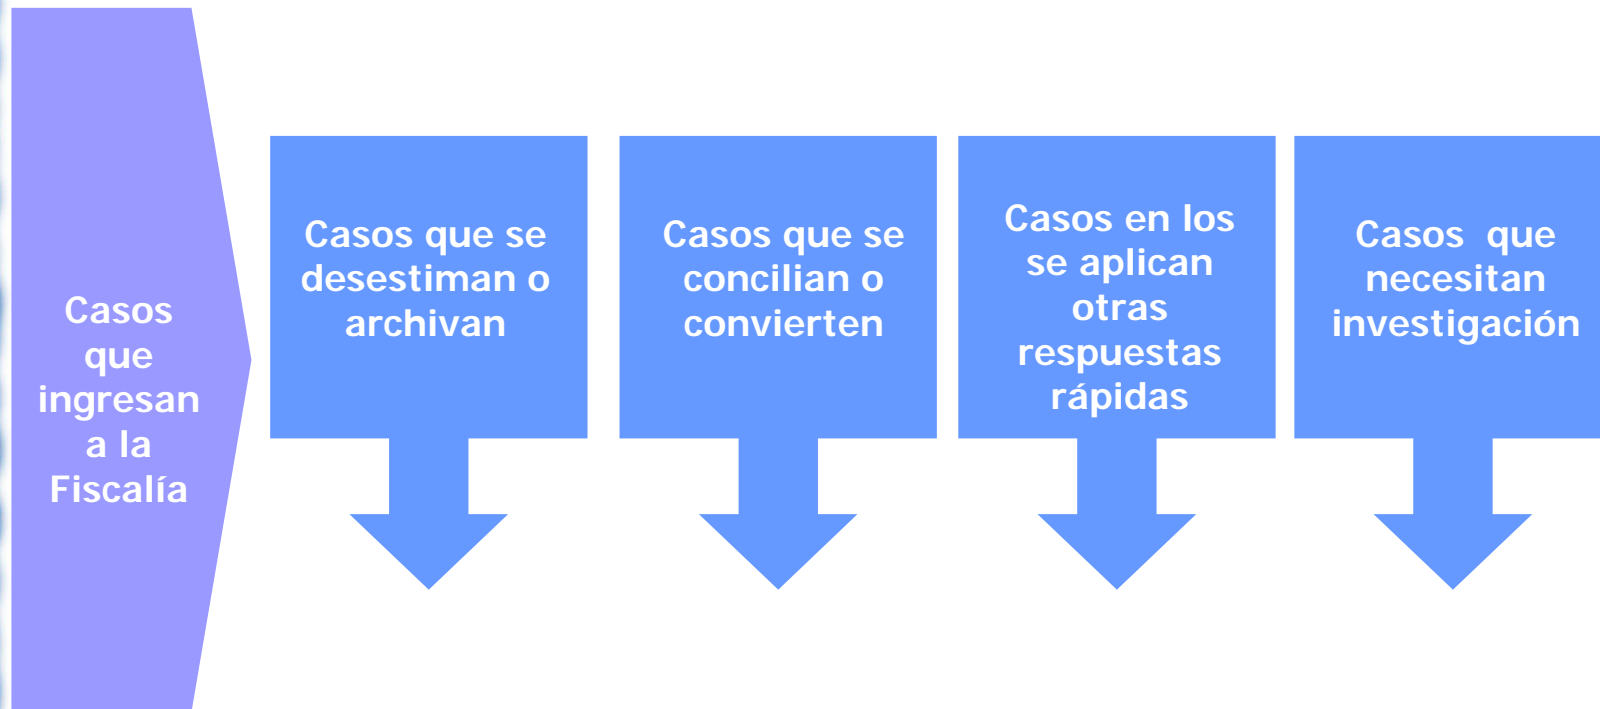 Casos
que
ingresan
a la
Fiscalía
Casos que se
desestiman o
archivan
Casos que se
concilian o
convierten
Casos en los
se aplican
otras
respuestas
rápidas
Casos  que
necesitan
investigación